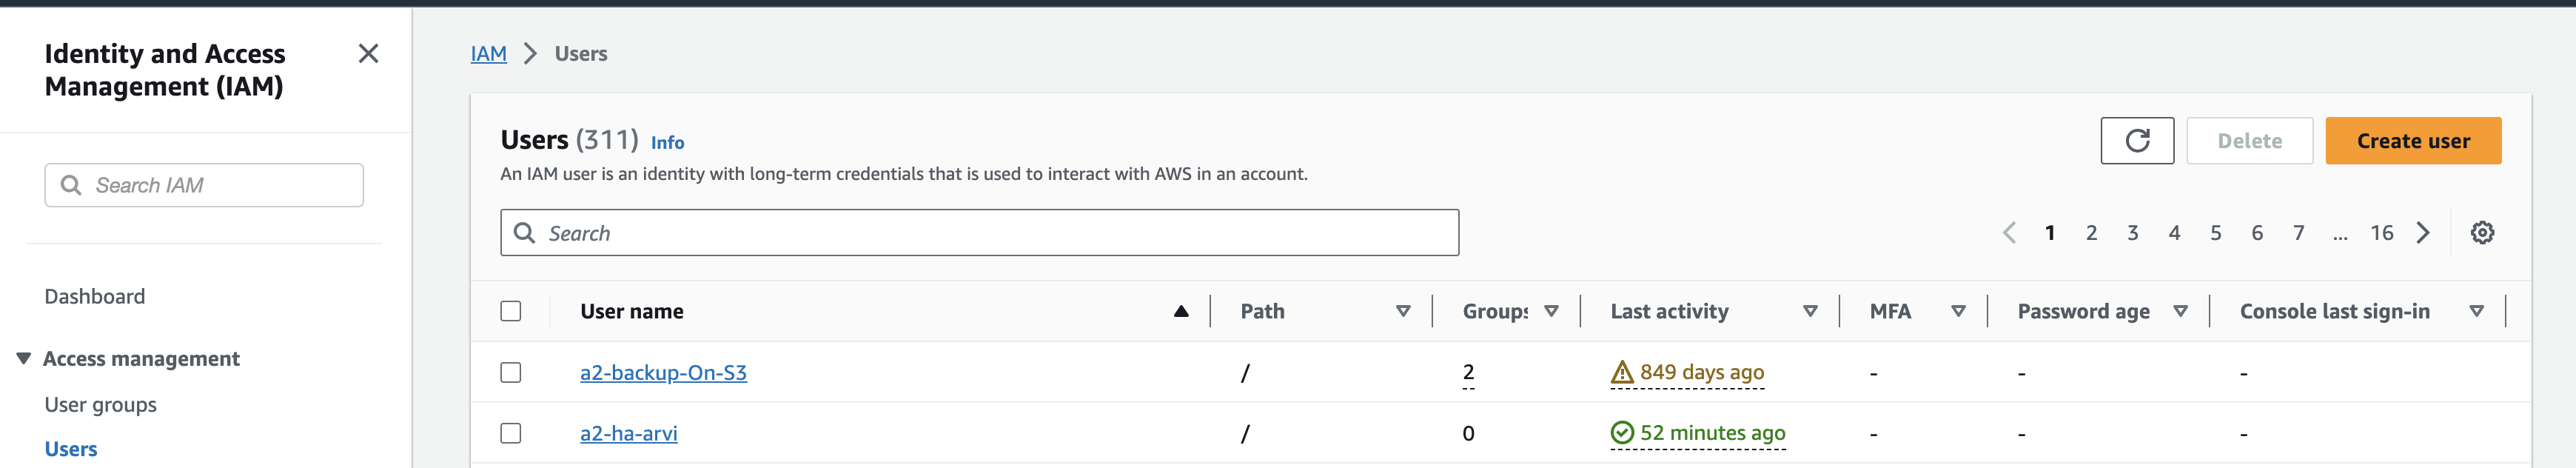 Identity and Access
Management (IAM)
Search IAM
Dashboard
Access management
User groups
Users
IAM > Users
Users (311) Info
An IAM user is an identity with long-term credentials that is used to interact with AWS in an account.
Delete
Create user
Search
1 2 3 4 5 6 7 ... 16
User name Path Groups Last activity MFA Password age Console last sign-in
a2-backup-On-S3 / 2 849 days ago - - -
a2-ha-arvi / 0 52 minutes ago - - -